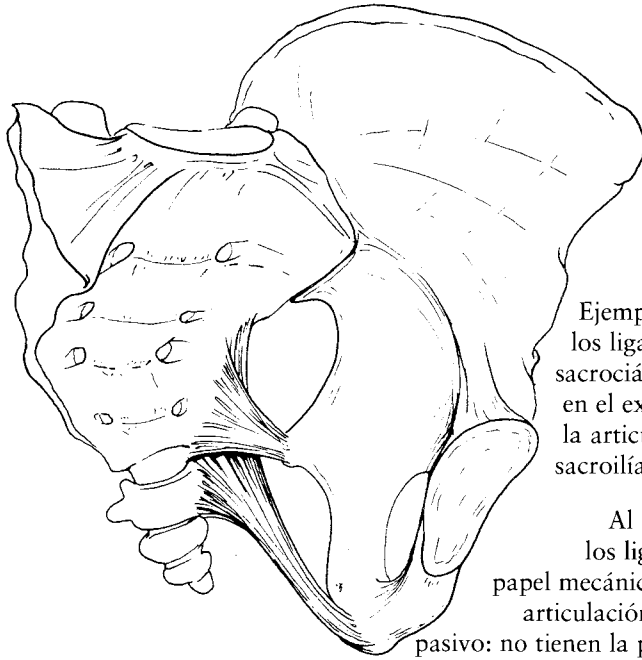 Ejemp
los liga
sacrociá
en el ex
la articu
sacroilía
Al
los lig
papel mecánic
articulación
pasivo: no tienen la p